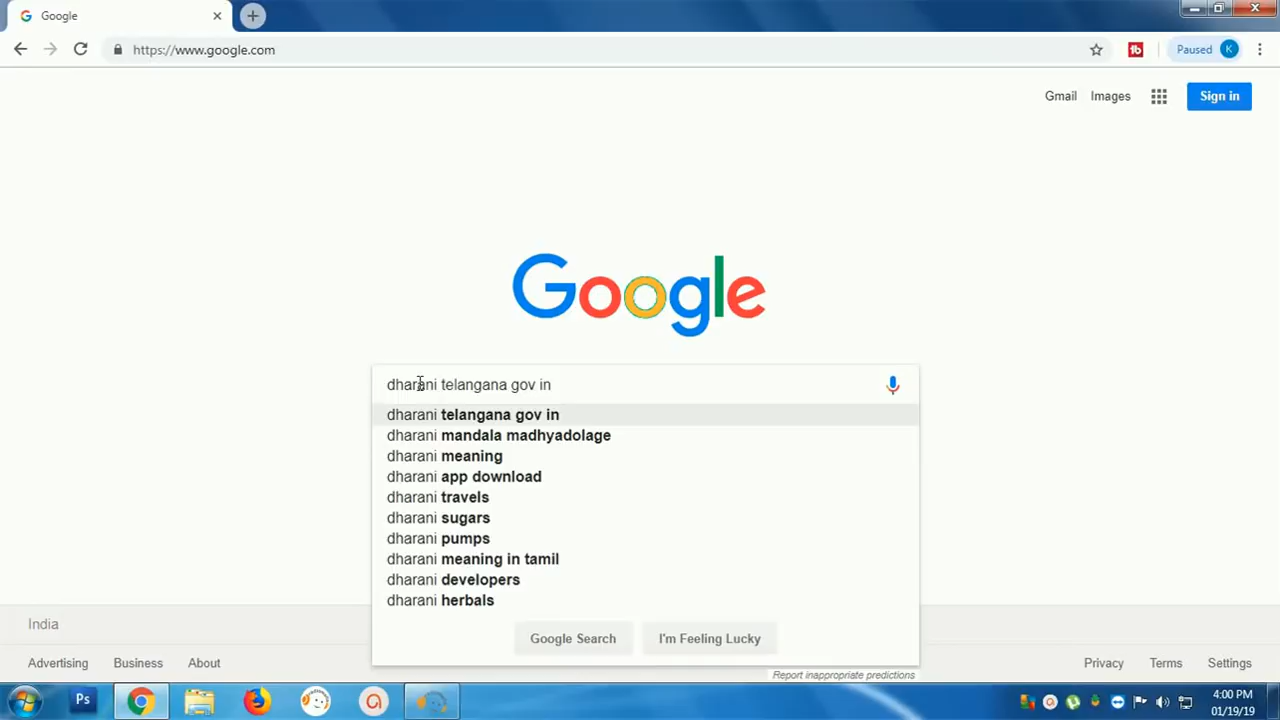 Google
https://www.google.com
Paused K
Gmail Images Sign in
Google
dharani telangana gov in
dharani telangana gov in
dharani mandala madhyadolage
dharani meaning
dharani app download
dharani travels
dharani sugars
dharani pumps
dharani meaning in tamil
dharani developers
dharani herbals
Google Search I'm Feeling Lucky
India
Advertising Business About Privacy Terms Settings
Report inappropriate predictions
Ps
4:00 PM
01/19/19